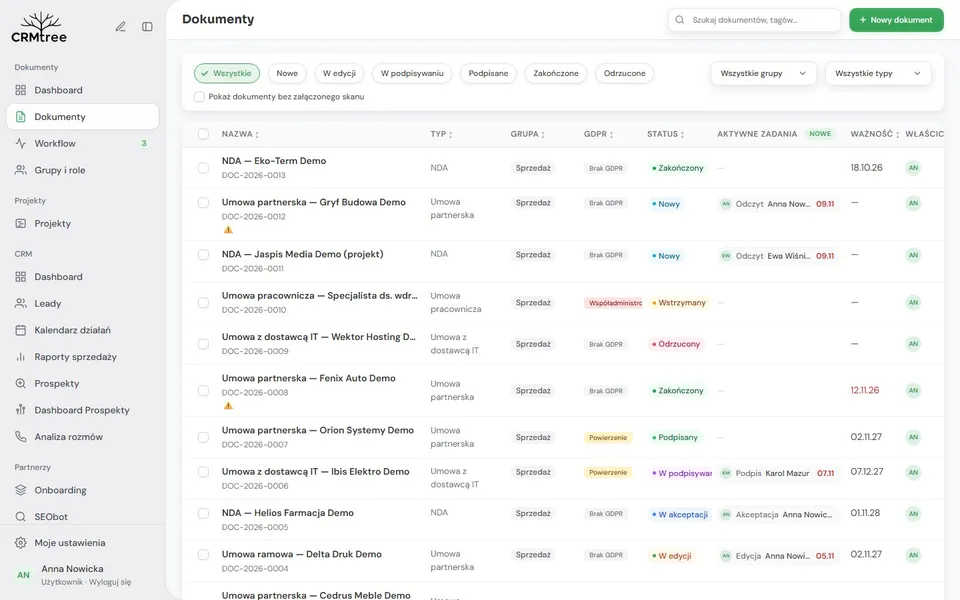 CRMtree
Dokumenty
Dashboard
Dokumenty
Workflow 3
Grupy i role
Projekty
Projekty
CRM
Dashboard
Leady
Kalendarz działań
Raporty sprzedaży
Prospekty
Dashboard Prospekty
Analiza rozmów
Partnerzy
Onboarding
SEObot
Moje ustawienia
AN Anna Nowicka
Użytkownik · Wyloguj się
Dokumenty
Szukaj dokumentów, tagów...
+ Nowy dokument
Wszystkie Nowe W edycji W podpisywaniu Podpisane Zakończone Odrzucone Wszystkie grupy Wszystkie typy
Pokaż dokumenty bez załączonego skanu
NAZWA TYP GRUPA GDPR STATUS AKTYWNE ZADANIA NOWE WAŻNOŚĆ WŁAŚCIC
NDA — Eko-Term Demo NDA Sprzedaż Brak GDPR Zakończony — 18.10.26 AN
DOC-2026-0013
Umowa partnerska — Gryf Budowa Demo Umowa partnerska Sprzedaż Brak GDPR Nowy AN Odczyt Anna Now... 09.11 — AN
DOC-2026-0012
NDA — Jaspis Media Demo (projekt) NDA Sprzedaż Brak GDPR Nowy EW Odczyt Ewa Wiśni... 09.11 — AN
DOC-2026-0011
Umowa pracownicza — Specjalista ds. wdr... Umowa pracownicza Sprzedaż Współadministrc Wstrzymany — — AN
DOC-2026-0010
Umowa z dostawcą IT — Wektor Hosting D... Umowa z dostawcą IT Sprzedaż Brak GDPR Odrzucony — — AN
DOC-2026-0009
Umowa partnerska — Fenix Auto Demo Umowa partnerska Sprzedaż Brak GDPR Zakończony — 12.11.26 AN
DOC-2026-0008
Umowa partnerska — Orion Systemy Demo Umowa partnerska Sprzedaż Powierzenie Podpisany — 02.11.27 AN
DOC-2026-0007
Umowa z dostawcą IT — Ibis Elektro Demo Umowa z dostawcą IT Sprzedaż Powierzenie W podpisywar KM Podpis Karol Mazur 07.11 07.12.27 AN
DOC-2026-0006
NDA — Helios Farmacja Demo NDA Sprzedaż Brak GDPR W akceptacji AN Akceptacja Anna Nowic... 01.11.28 AN
DOC-2026-0005
Umowa ramowa — Delta Druk Demo Umowa partnerska Sprzedaż Brak GDPR W edycji AN Edycja Anna Nowi... 05.11 02.11.27 AN
DOC-2026-0004
Umowa partnerska — Cedrus Meble Demo